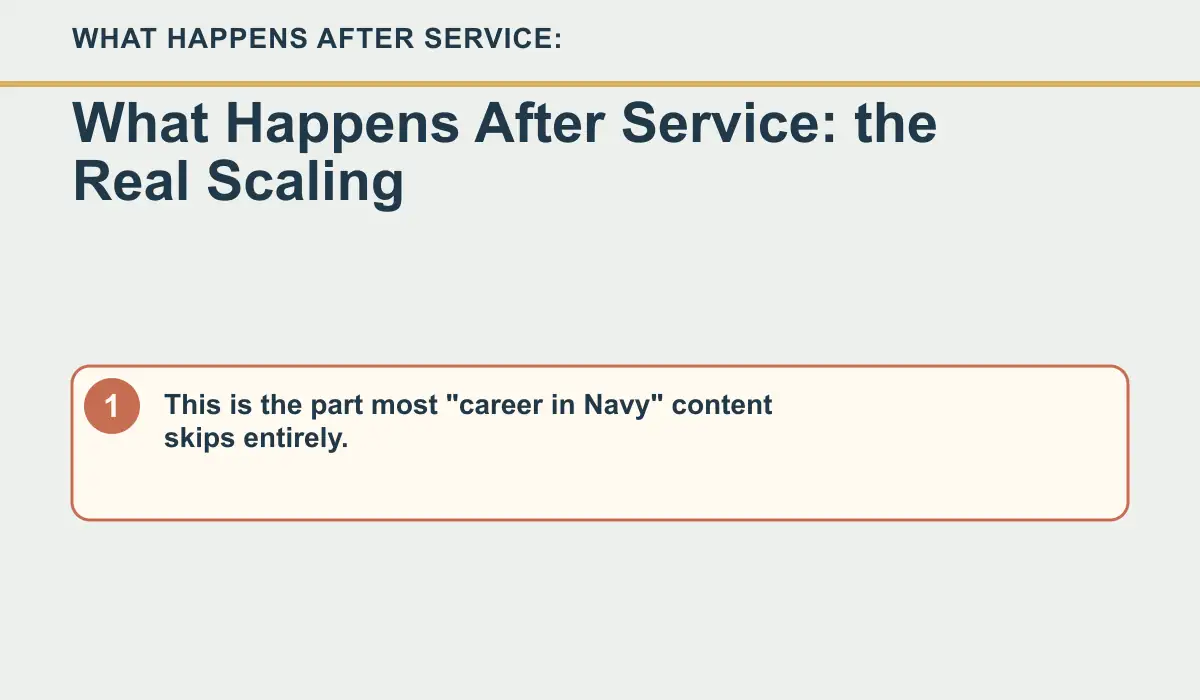 WHAT HAPPENS AFTER SERVICE:
What Happens After Service: the
Real Scaling
1
This is the part most "career in Navy" content
skips entirely.